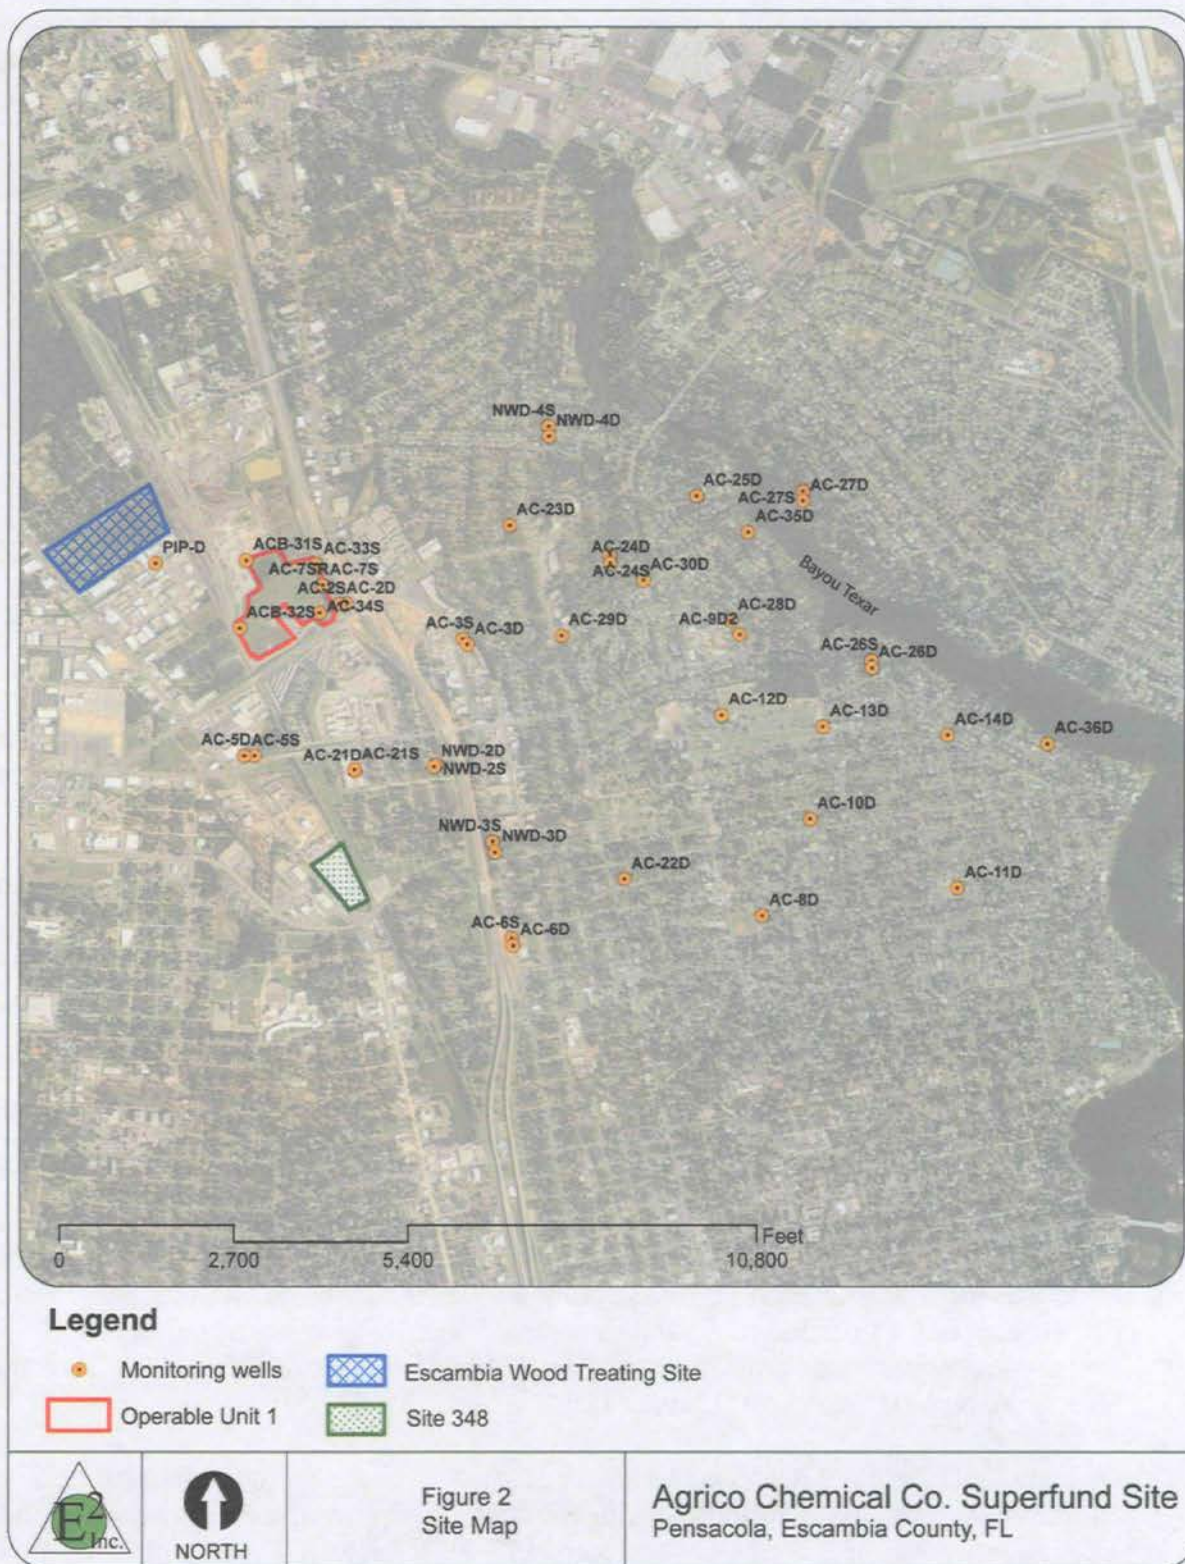 NWD-4S
NWD-4D
AC-25D
AC-27D
AC-27S
AC-23D
AC-35D
PIP-D
ACB-31S
AC-33S
AC-24D
AC-7SRAC-7S
AC-24S
AC-30D
AC-2SAC-2D
Bayou Texar
ACB-32S
AC-34S
AC-3S
AC-3D
AC-29D
AC-28D
AC-9D2
AC-26S
AC-26D
AC-12D
AC-13D
AC-14D
AC-36D
AC-5DAC-5S
AC-21DAC-21S
NWD-2D
NWD-2S
AC-10D
NWD-3S
NWD-3D
AC-22D
AC-11D
AC-8D
AC-6S
AC-6D
Feet
0 2,700 5,400 10,800
Legend
Monitoring wells
Escambia Wood Treating Site
Operable Unit 1
Site 348
E2
Inc.
NORTH
Figure 2
Site Map
Agrico Chemical Co. Superfund Site
Pensacola, Escambia County, FL